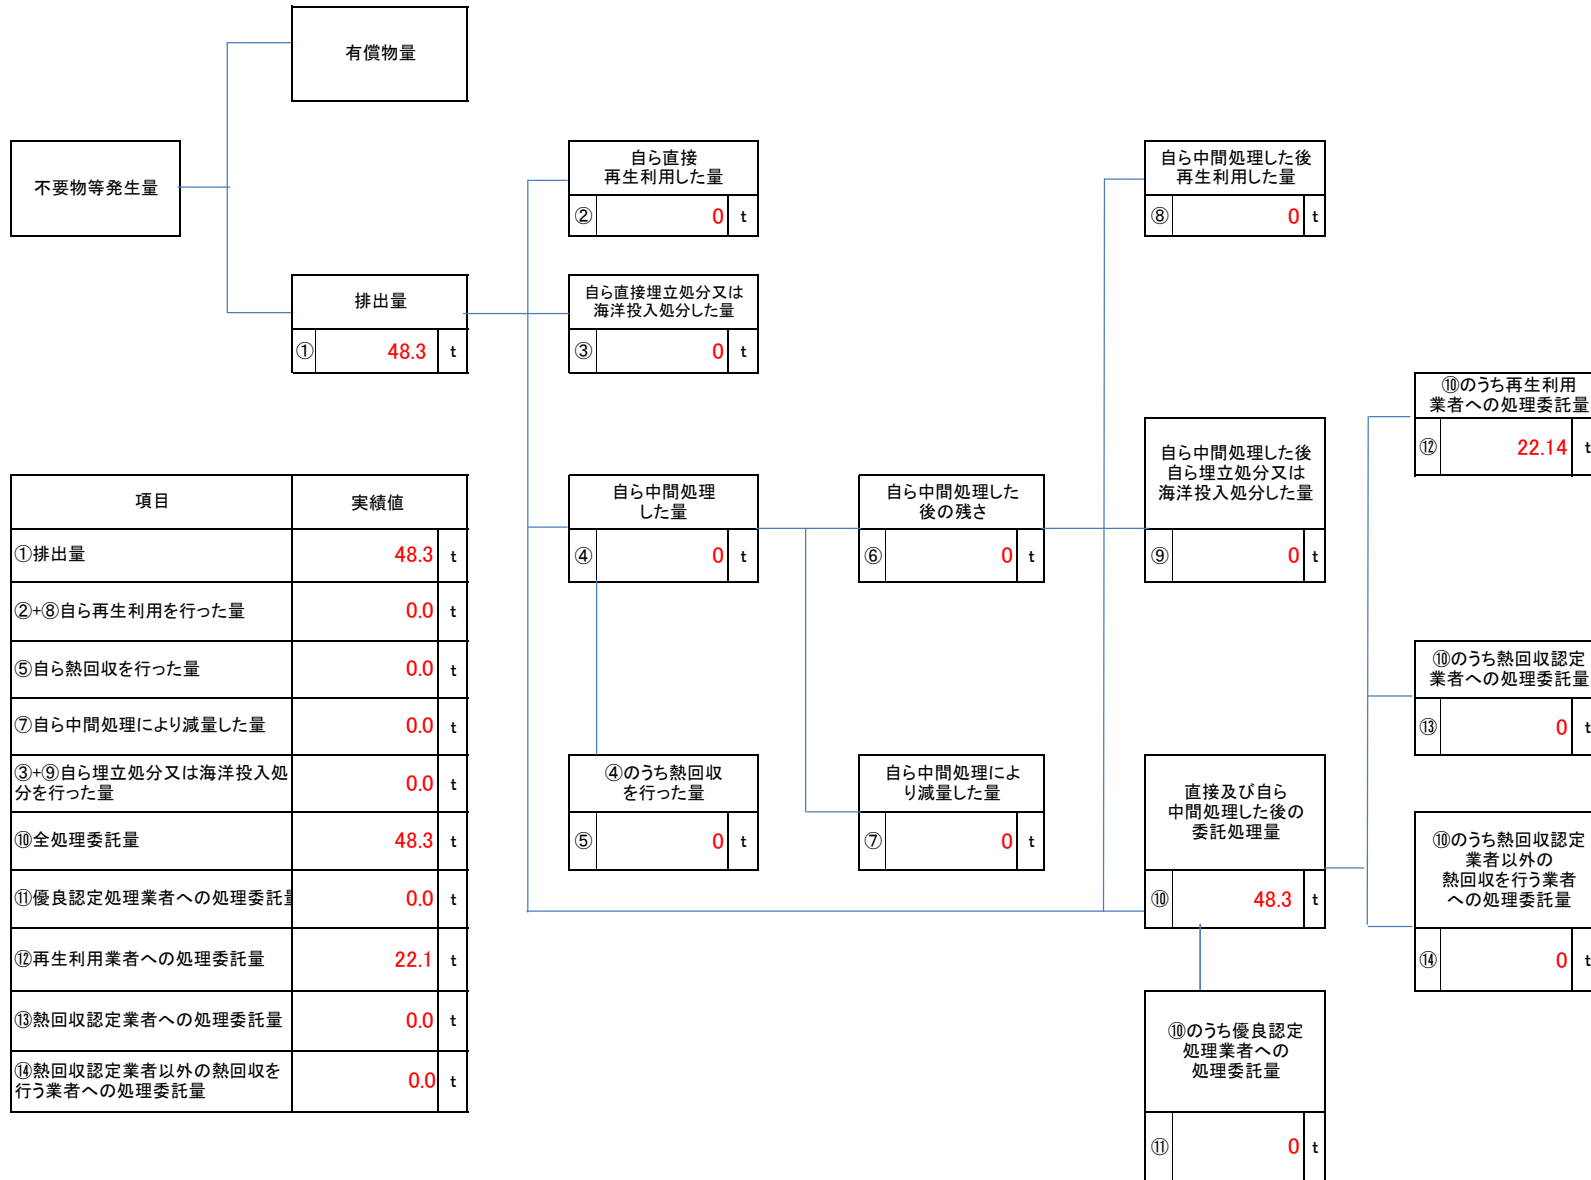 有償物量
不要物等発生量
排出量
① 48.3 t
自ら直接
再生利用した量
② 0 t
自ら直接埋立処分又は
海洋投入処分した量
③ 0 t
自ら中間処理
した量
④ 0 t
④のうち熱回収
を行った量
⑤ 0 t
自ら中間処理した
後の残さ
⑥ 0 t
自ら中間処理によ
り減量した量
⑦ 0 t
自ら中間処理した後
再生利用した量
⑧ 0 t
自ら中間処理した後
自ら埋立処分又は
海洋投入処分した量
⑨ 0 t
直接及び自ら
中間処理した後の
委託処理量
⑩ 48.3 t
⑩のうち優良認定
処理業者への
処理委託量
⑪ 0 t
⑩のうち再生利用
業者への処理委託量
⑫ 22.14 t
⑩のうち熱回収認定
業者への処理委託量
⑬ 0 t
⑩のうち熱回収認定
業者以外の
熱回収を行う業者
への処理委託量
⑭ 0 t
項目 実績値
①排出量 48.3 t
②+⑧自ら再生利用を行った量 0.0 t
⑤自ら熱回収を行った量 0.0 t
⑦自ら中間処理により減量した量 0.0 t
③+⑨自ら埋立処分又は海洋投入処
分を行った量 0.0 t
⑩全処理委託量 48.3 t
⑪優良認定処理業者への処理委託量 0.0 t
⑫再生利用業者への処理委託量 22.1 t
⑬熱回収認定業者への処理委託量 0.0 t
⑭熱回収認定業者以外の熱回収を
行う業者への処理委託量 0.0 t